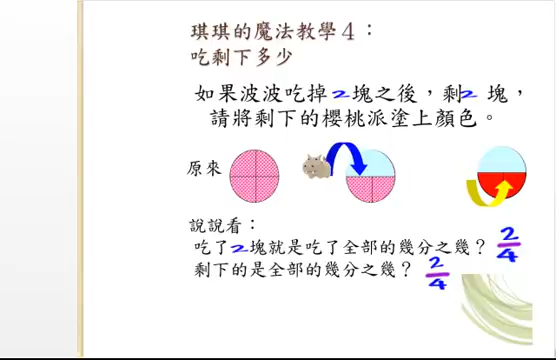 琪琪的魔法教學4：
吃剩下多少
如果波波吃掉2塊之後，剩2塊，
請將剩下的櫻桃派塗上顏色。
原來
說說看：
吃了2塊就是吃了全部的幾分之幾？2/4
剩下的是全部的幾分之幾？2/4